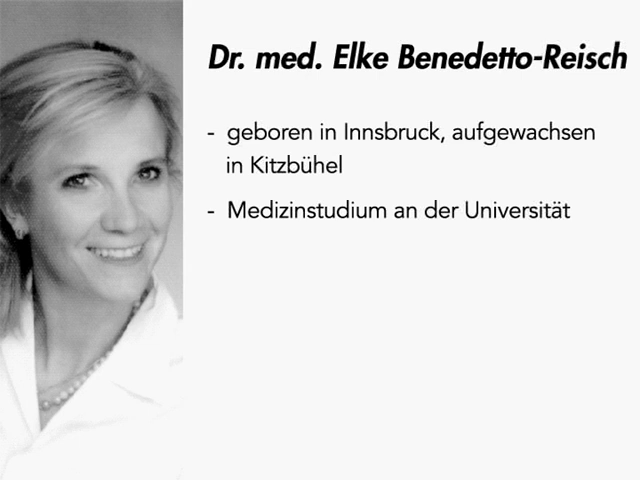 Dr. med. Elke Benedetto-Reisch
- geboren in Innsbruck, aufgewachsen
in Kitzbühel
- Medizinstudium an der Universität